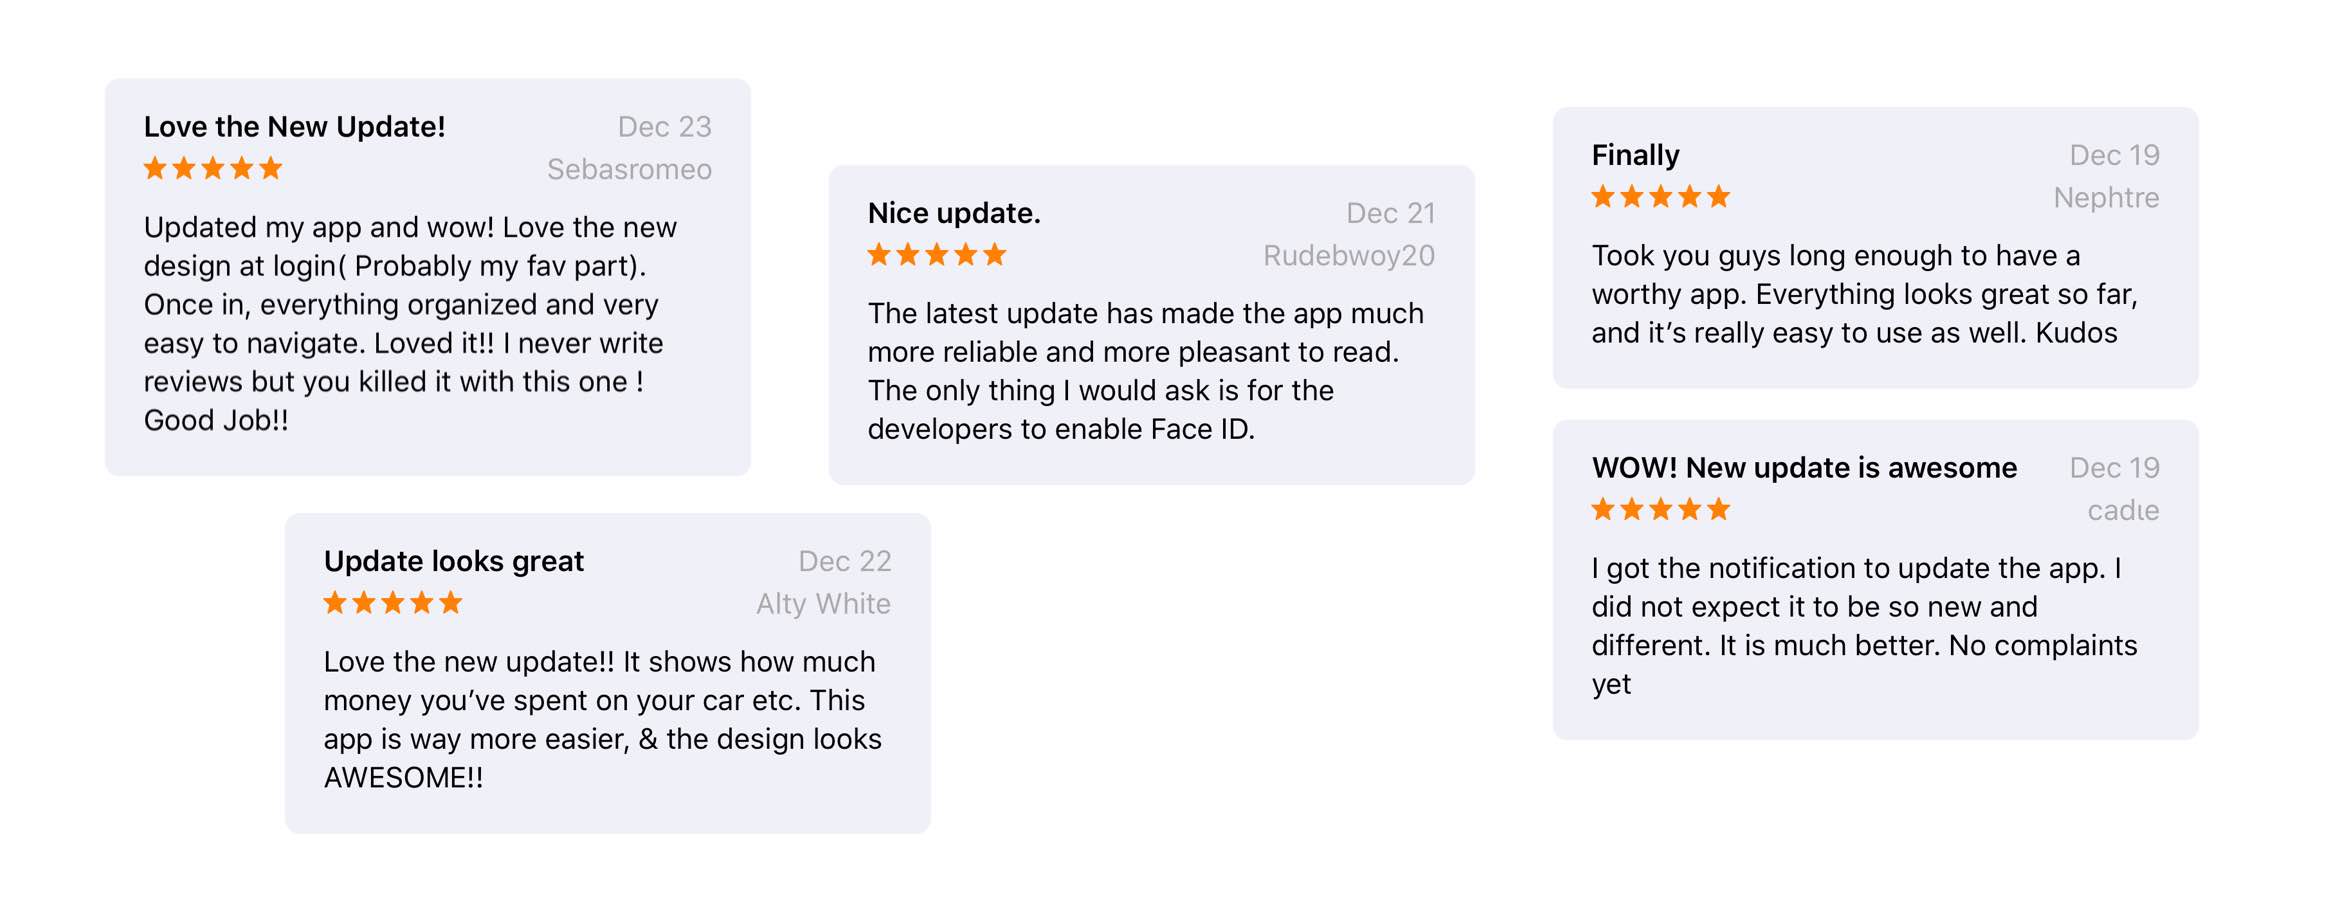 Love the New Update!
Dec 23
Sebasromeo
Updated my app and wow! Love the new
design at login( Probably my fav part).
Once in, everything organized and very
easy to navigate. Loved it!! I never write
reviews but you killed it with this one !
Good Job!!
Update looks great
Dec 22
Alty White
Love the new update!! It shows how much
money you’ve spent on your car etc. This
app is way more easier, & the design looks
AWESOME!!
Nice update.
Dec 21
Rudebwoy20
The latest update has made the app much
more reliable and more pleasant to read.
The only thing I would ask is for the
developers to enable Face ID.
Finally
Dec 19
Nephtre
Took you guys long enough to have a
worthy app. Everything looks great so far,
and it’s really easy to use as well. Kudos
WOW! New update is awesome
Dec 19
cadɩe
I got the notification to update the app. I
did not expect it to be so new and
different. It is much better. No complaints
yet